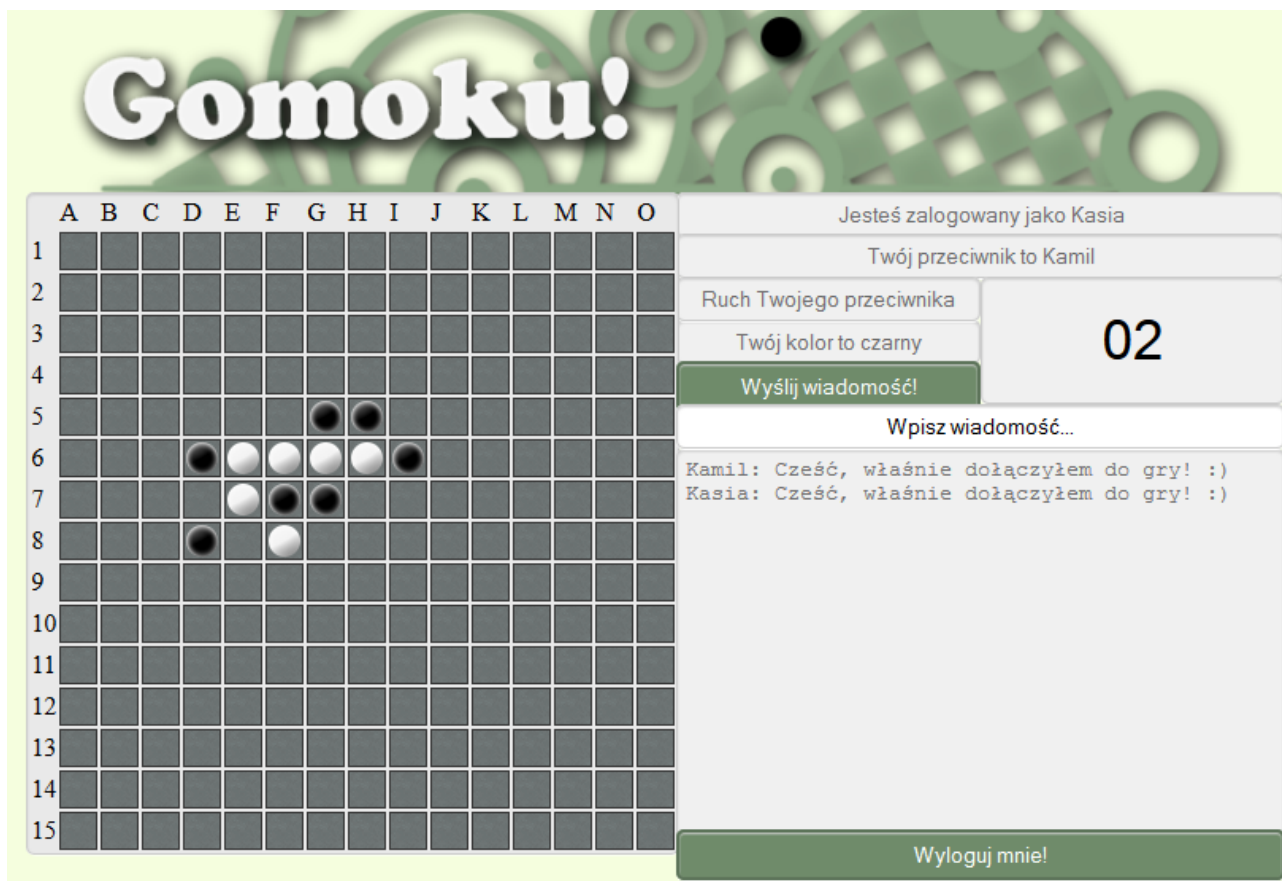 Gomoku!
A B C D E F G H I J K L M N O
1
2
3
4
5
6
7
8
9
10
11
12
13
14
15
Jesteś zalogowany jako Kasia
Twój przeciwnik to Kamil
Ruch Twojego przeciwnika
02
Twój kolor to czarny
Wyślij wiadomość!
Wpisz wiadomość...
Kamil: Cześć, właśnie dołączyłem do gry! :)
Kasia: Cześć, właśnie dołączyłem do gry! :)
Wyloguj mnie!